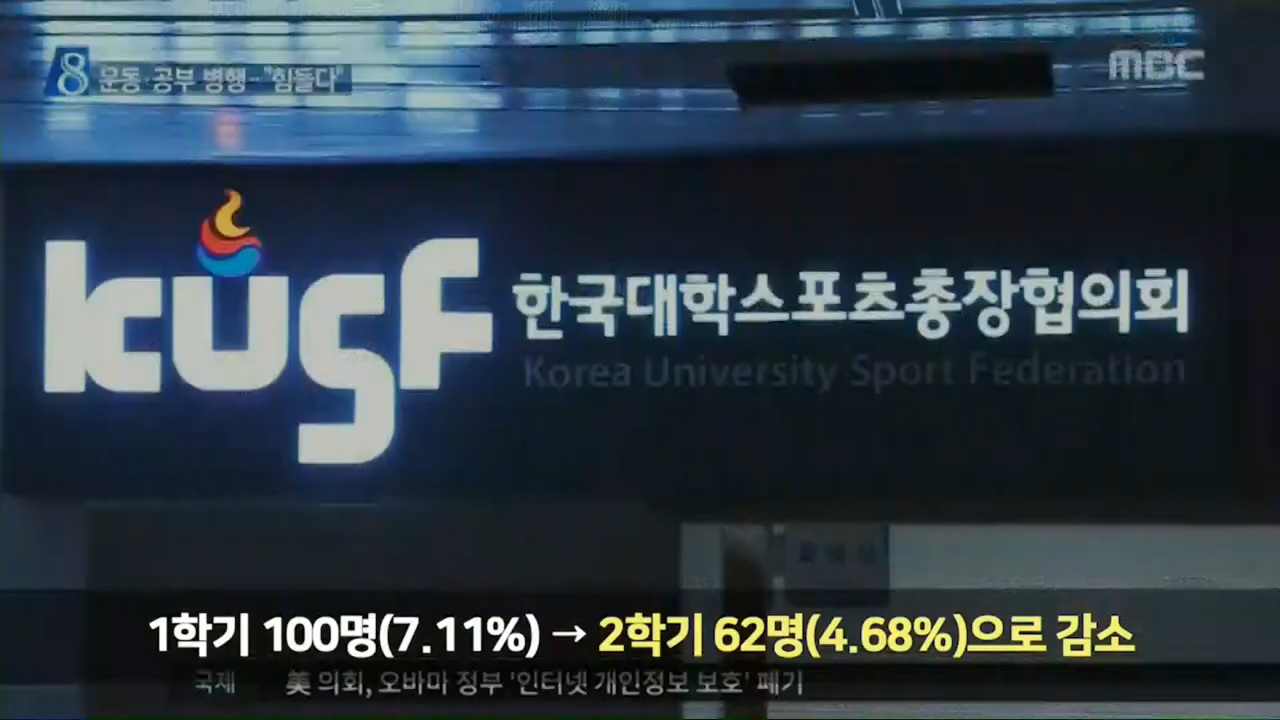 8 운동·공부 병행- "힘들다"
MBC
kusf
한국대학스포츠총장협의회
Korea University Sport Federation
1학기 100명(7.11%) → 2학기 62명(4.68%)으로 감소
국제 美 의회, 오바마 정부 '인터넷 개인정보 보호' 폐기